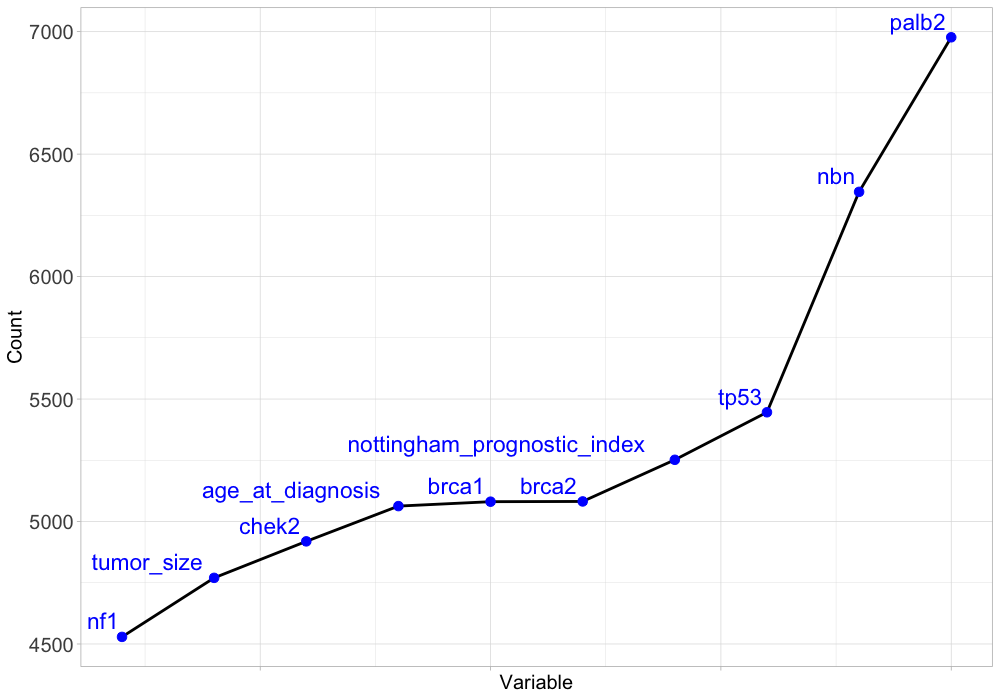 7000
6500
6000
5500
5000
4500
Count
palb2
nbn
tp53
nottingham_prognostic_index
age_at_diagnosis
brca1
brca2
chek2
tumor_size
nf1
Variable